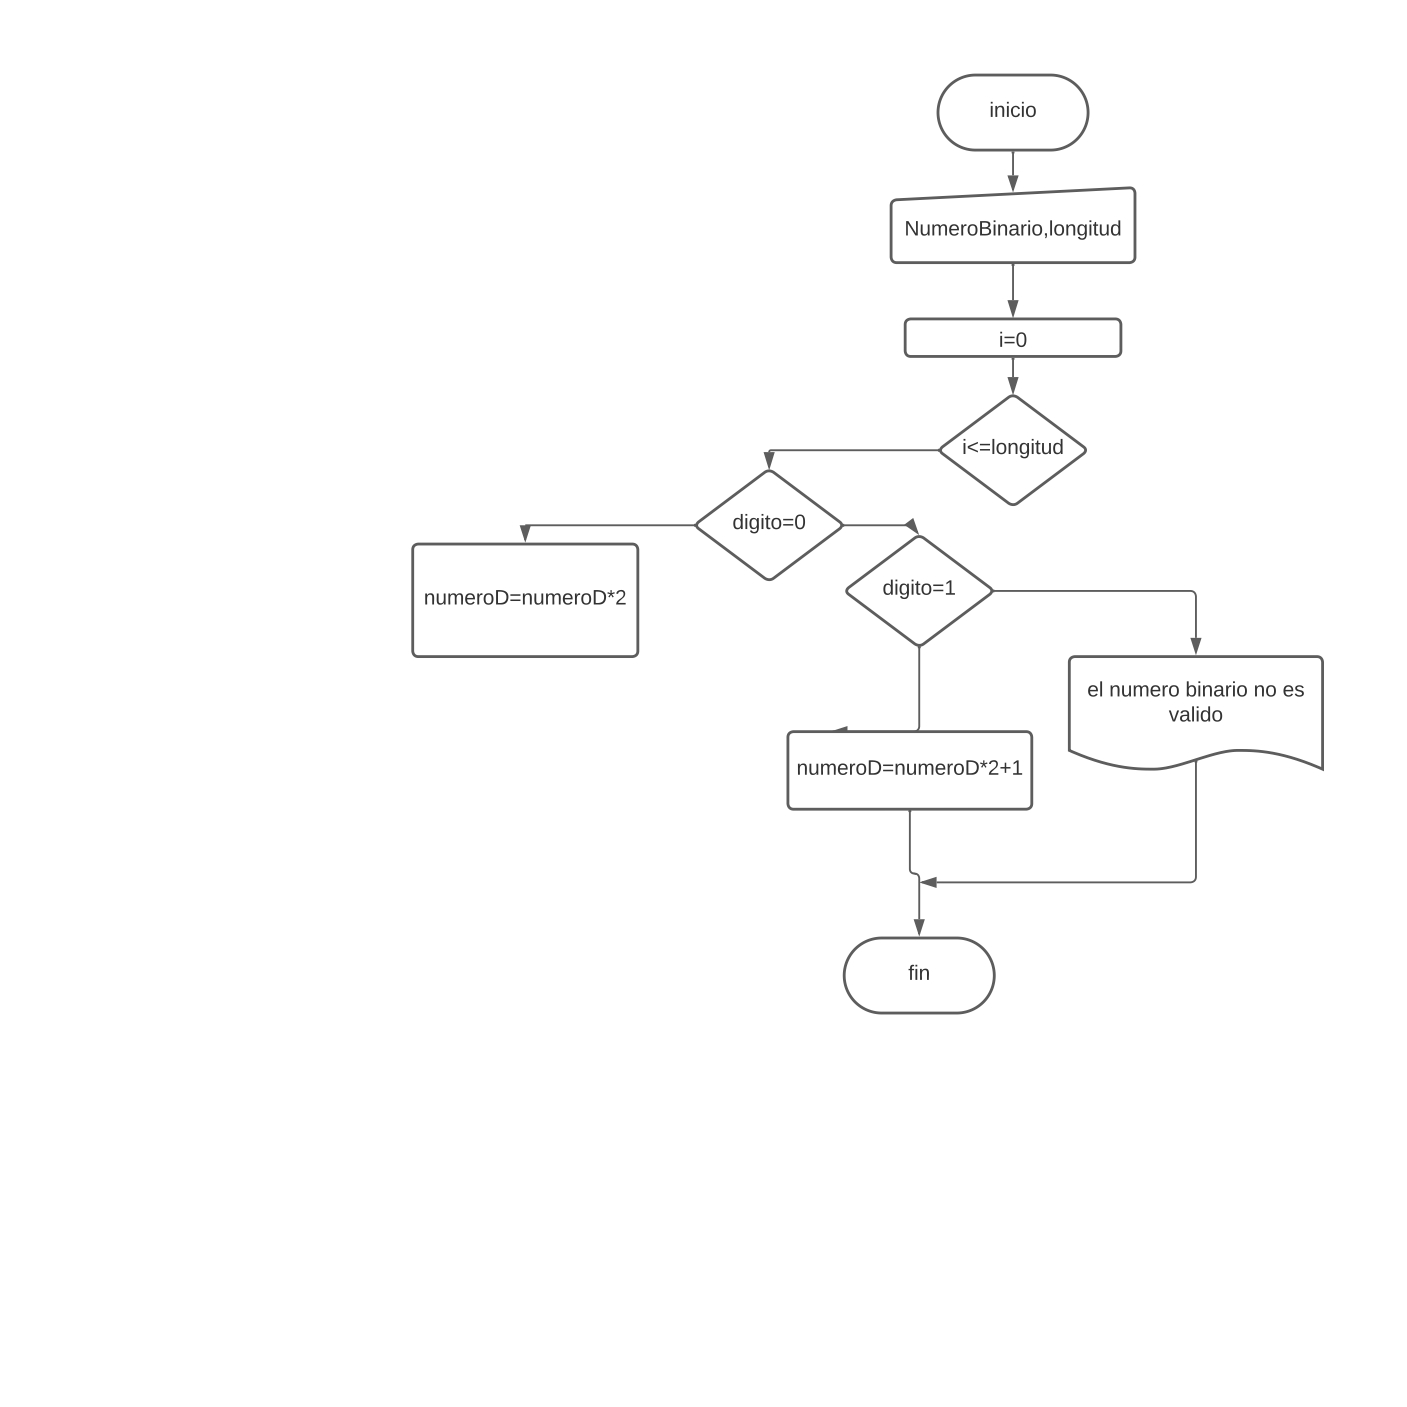 inicio
NumeroBinario,longitud
i=0
i<=longitud
digito=0
digito=1
numeroD=numeroD*2
el numero binario no es
valido
numeroD=numeroD*2+1
fin